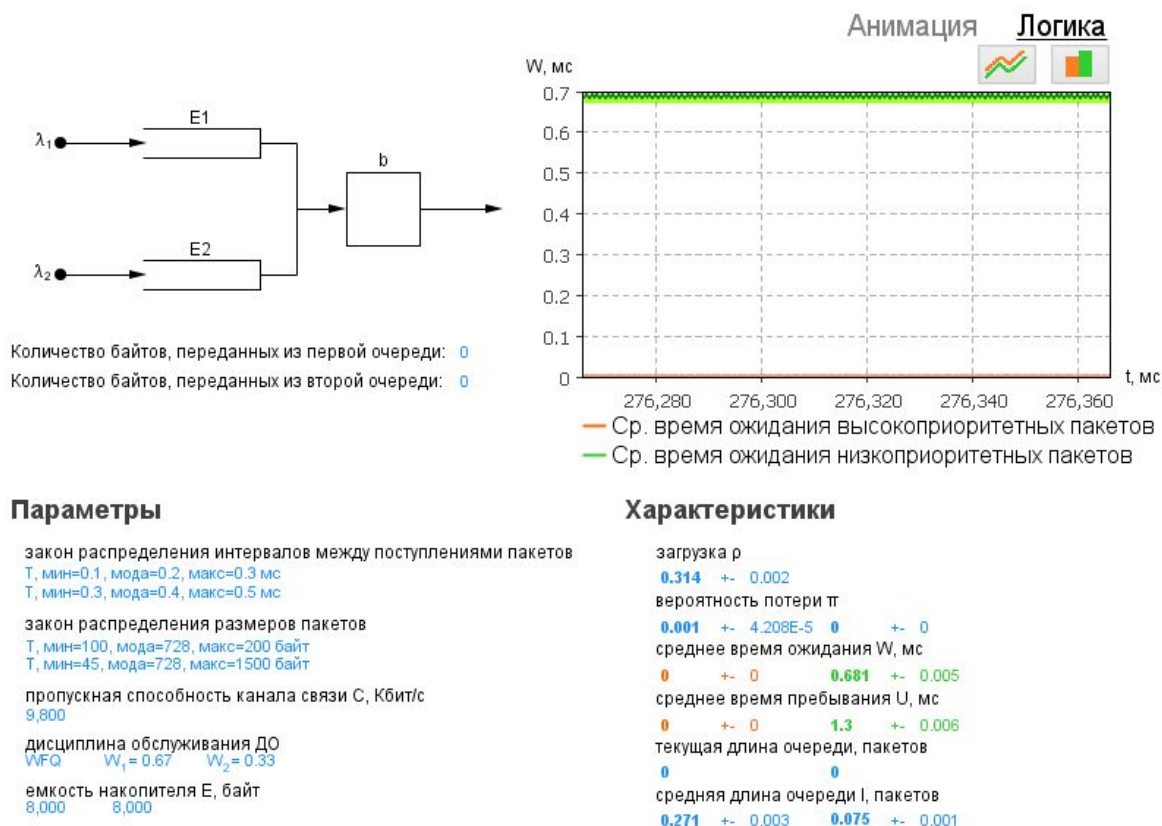 Анимация Логика
W, мс
0.7
0.6
0.5
0.4
0.3
0.2
0.1
0
276,280 276,300 276,320 276,340 276,360
t, мс
Ср. время ожидания высокоприоритетных пакетов
Ср. время ожидания низкоприоритетных пакетов
λ1
E1
b
λ2
E2
Количество байтов, переданных из первой очереди: 0
Количество байтов, переданных из второй очереди: 0
Параметры
закон распределения интервалов между поступлениями пакетов
T, мин=0.1, мода=0.2, макс=0.3 мс
T, мин=0.3, мода=0.4, макс=0.5 мс
закон распределения размеров пакетов
T, мин=100, мода=728, макс=200 байт
T, мин=45, мода=728, макс=1500 байт
пропускная способность канала связи C, Кбит/с
9,800
дисциплина обслуживания ДО
WFQ W1= 0.67 W2= 0.33
емкость накопителя E, байт
8,000 8,000
Характеристики
загрузка ρ
0.314 +- 0.002
вероятность потери π
0.001 +- 4.208E-5 0 +- 0
среднее время ожидания W, мс
0 +- 0 0.681 +- 0.005
среднее время пребывания U, мс
0 +- 0 1.3 +- 0.006
текущая длина очереди, пакетов
0 0
средняя длина очереди l, пакетов
0.271 +- 0.003 0.075 +- 0.001